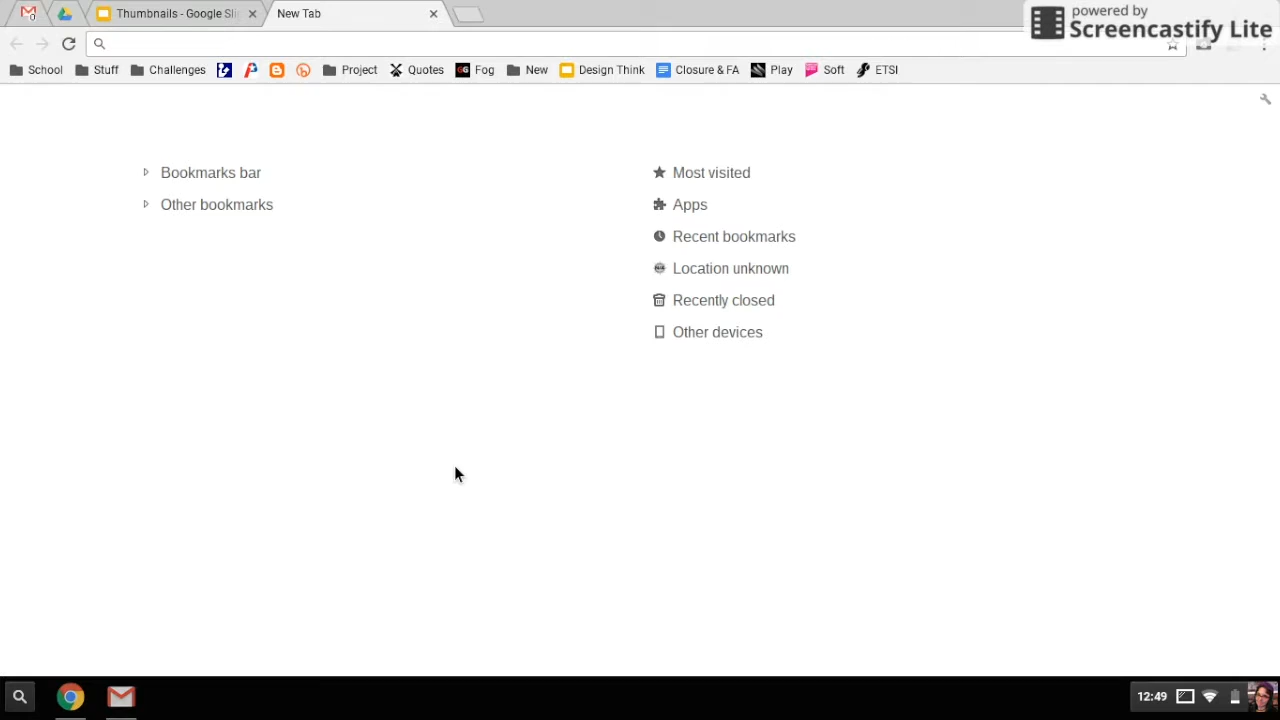 Thumbnails - Google Sli
New Tab
powered by
Screencastify Lite
School
Stuff
Challenges
Project
Quotes
Fog
New
Design Think
Closure & FA
Play
Soft
ETSI
Bookmarks bar
Other bookmarks
Most visited
Apps
Recent bookmarks
Location unknown
Recently closed
Other devices
12:49